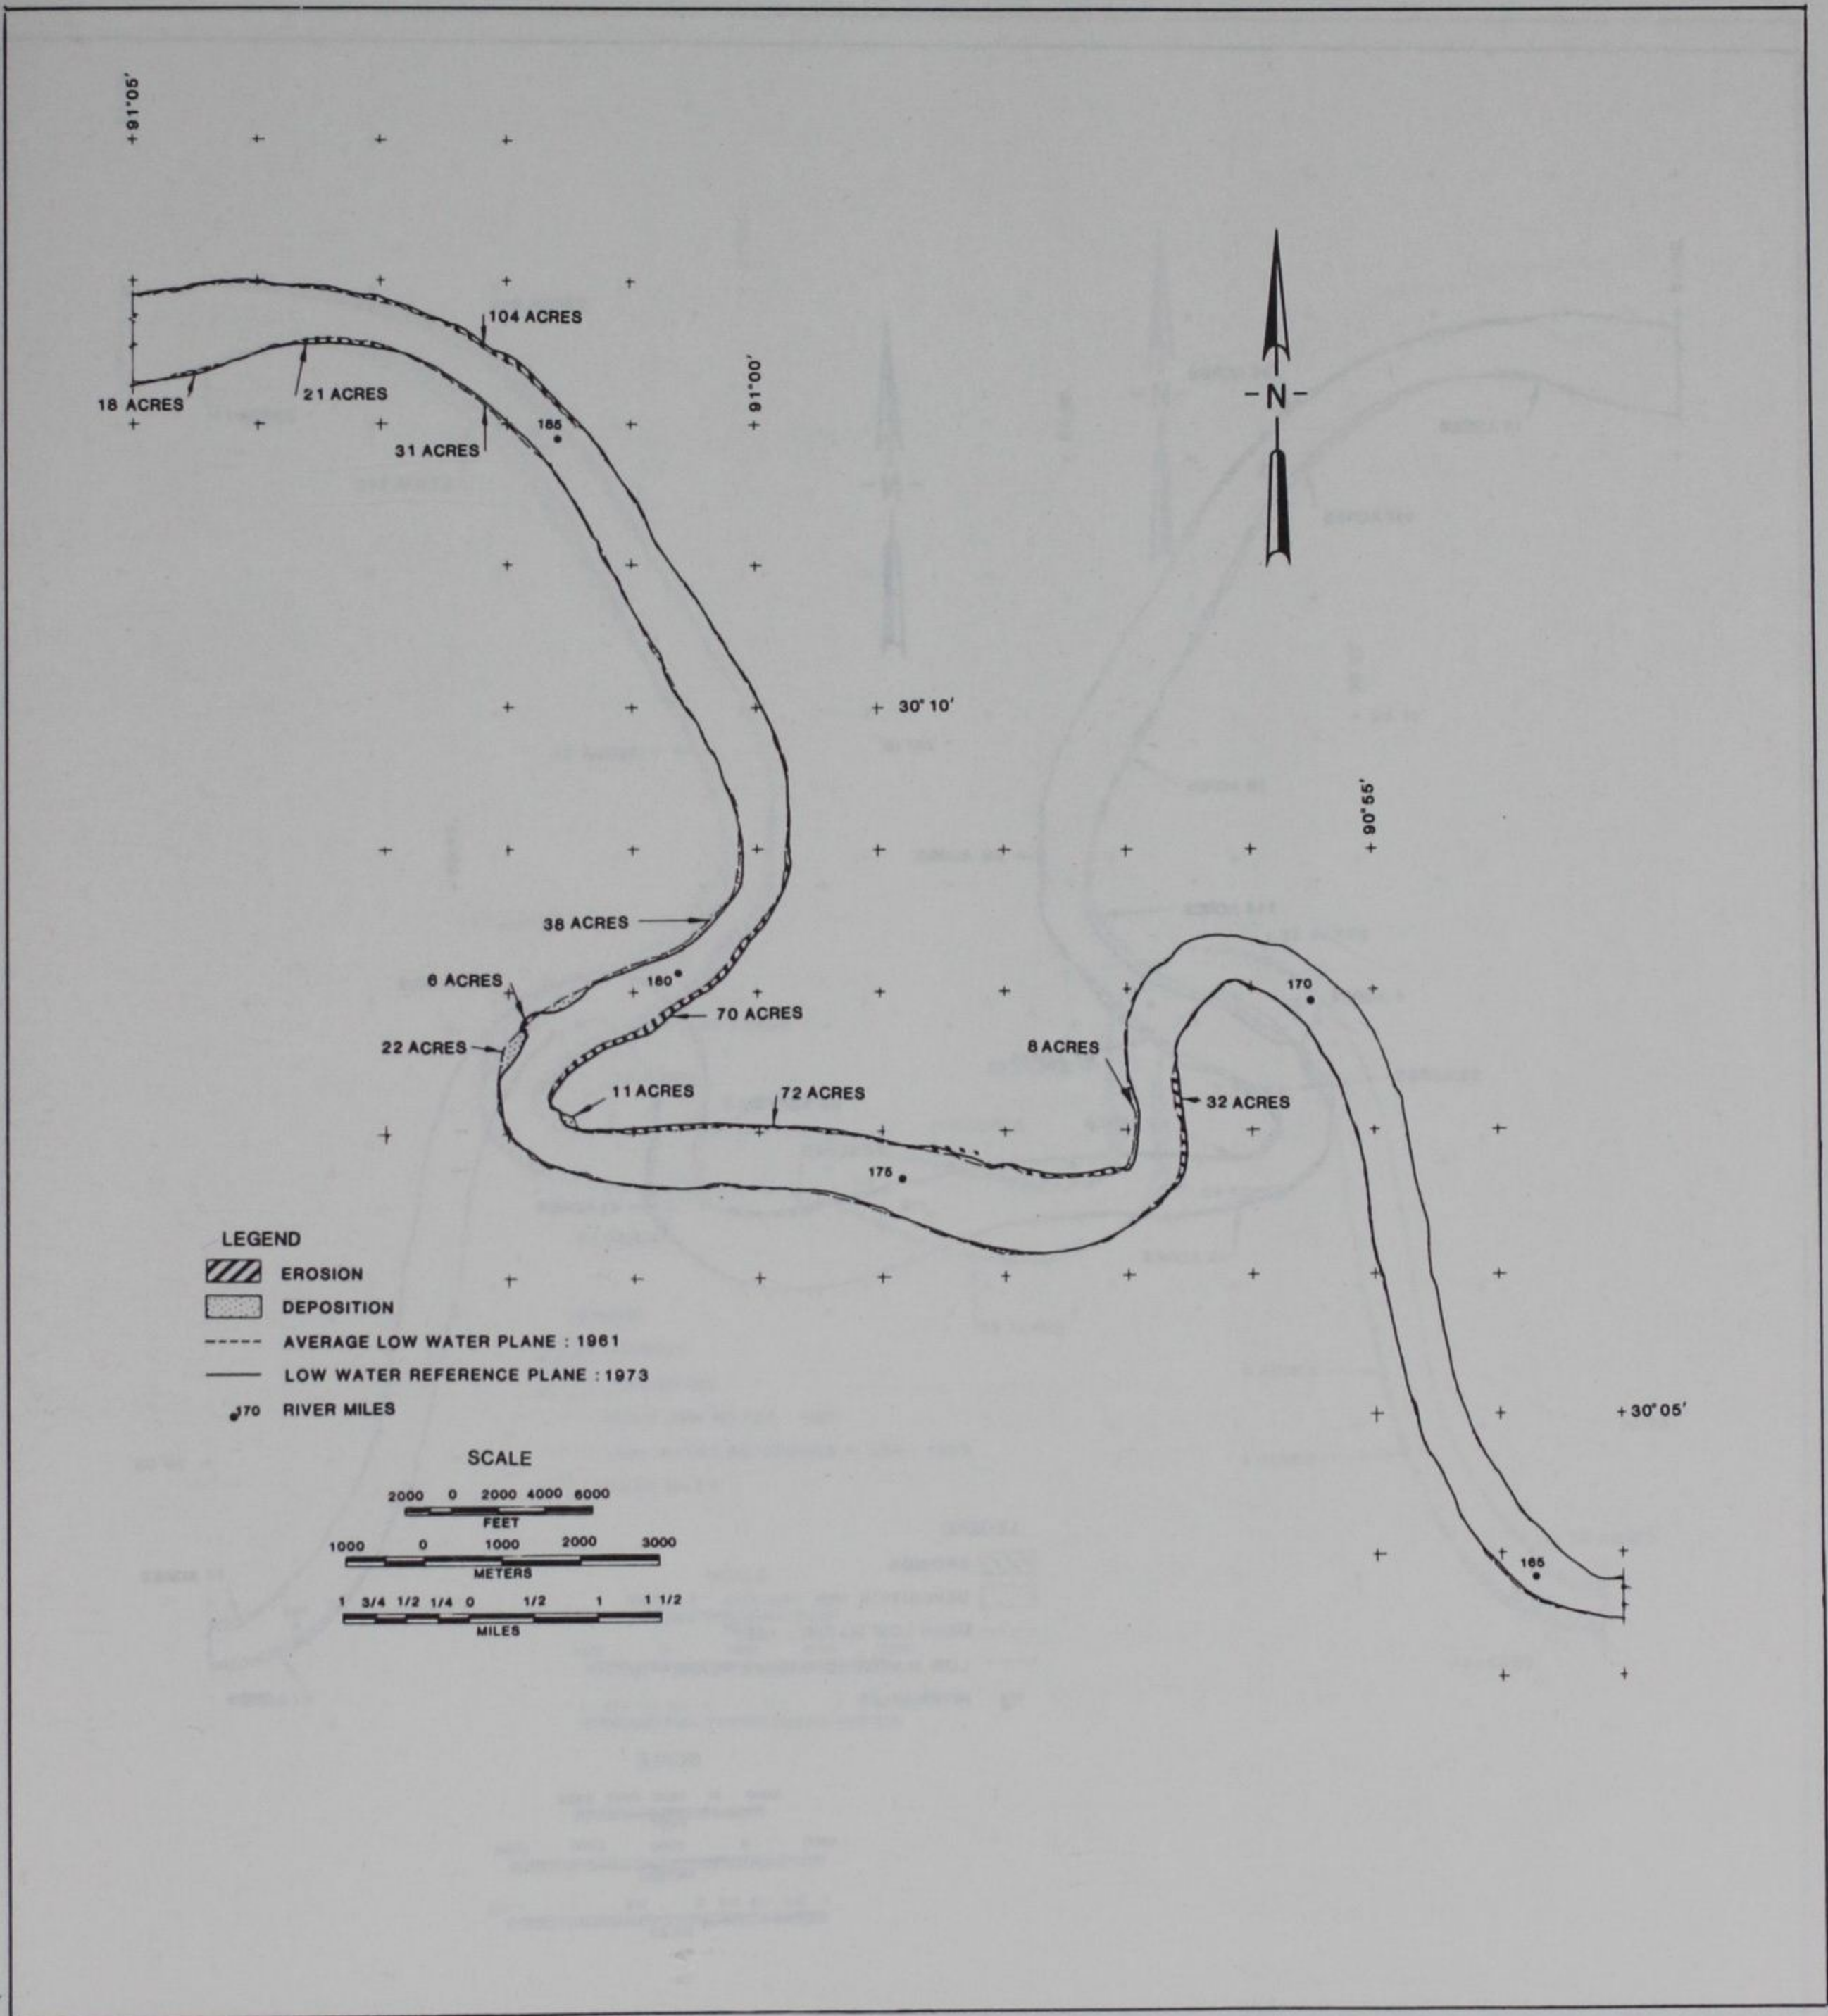 91°05'
104 ACRES
91°00'
21 ACRES
18 ACRES
185
31 ACRES
-N-
30°10'
90°55'
38 ACRES
6 ACRES
180
170
70 ACRES
22 ACRES
8 ACRES
11 ACRES
72 ACRES
32 ACRES
175
LEGEND
EROSION
DEPOSITION
AVERAGE LOW WATER PLANE : 1961
LOW WATER REFERENCE PLANE : 1973
170 RIVER MILES
30°05'
SCALE
2000 0 2000 4000 6000
FEET
1000 0 1000 2000 3000
METERS
165
1 3/4 1/2 1/4 0 1/2 1 1 1/2
MILES